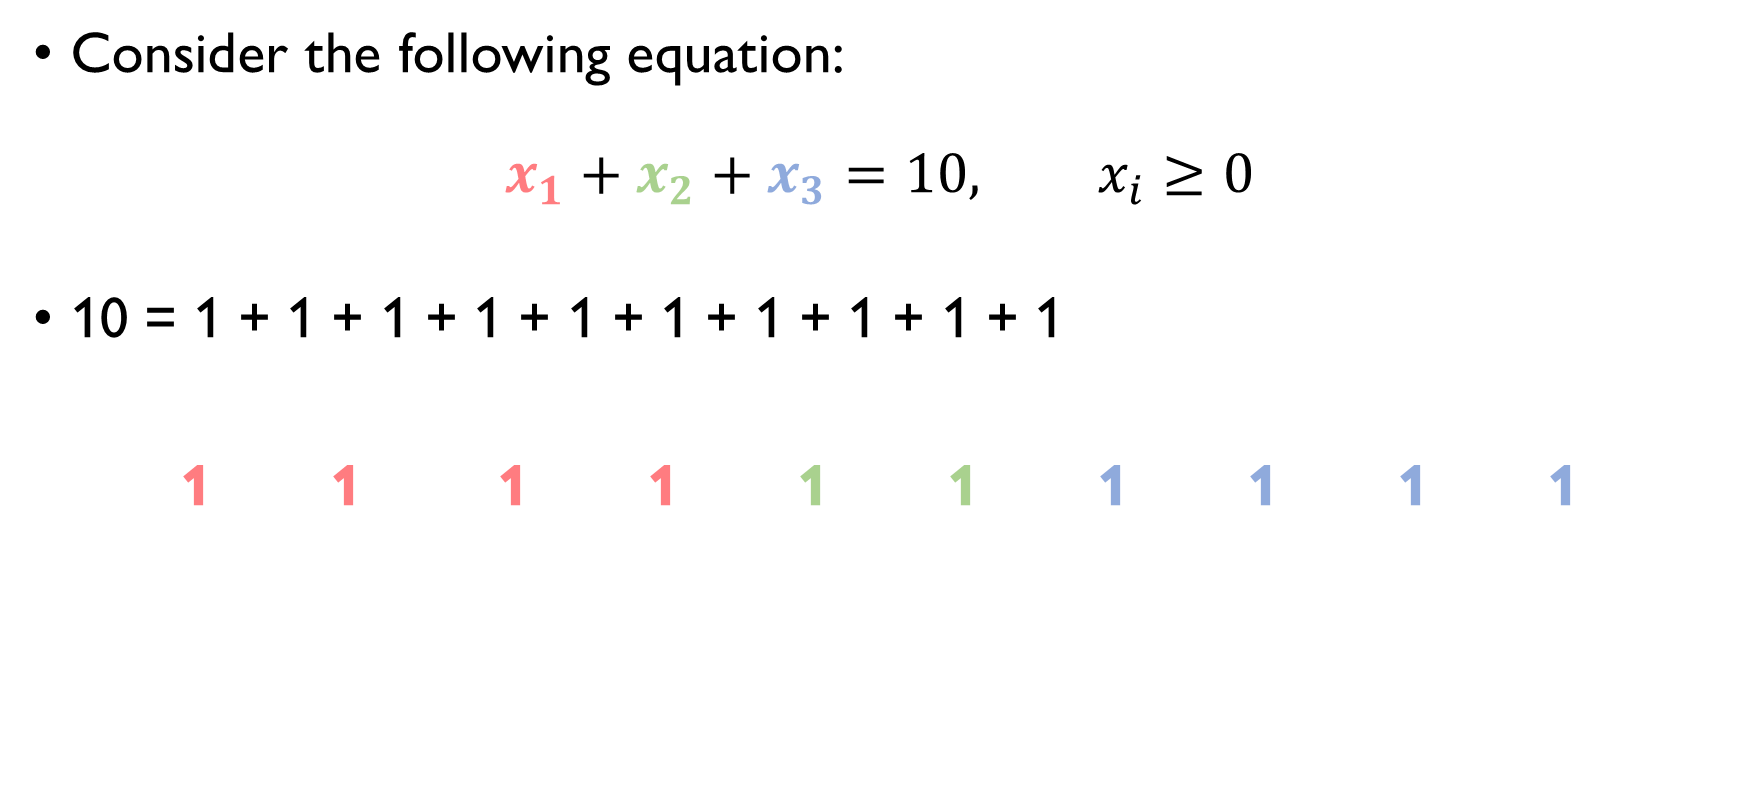 • Consider the following equation:
x₁ + x₂ + x₃ = 10, xᵢ ≥ 0
• 10 = 1 + 1 + 1 + 1 + 1 + 1 + 1 + 1 + 1 + 1
1 1 1 1 1 1 1 1 1 1